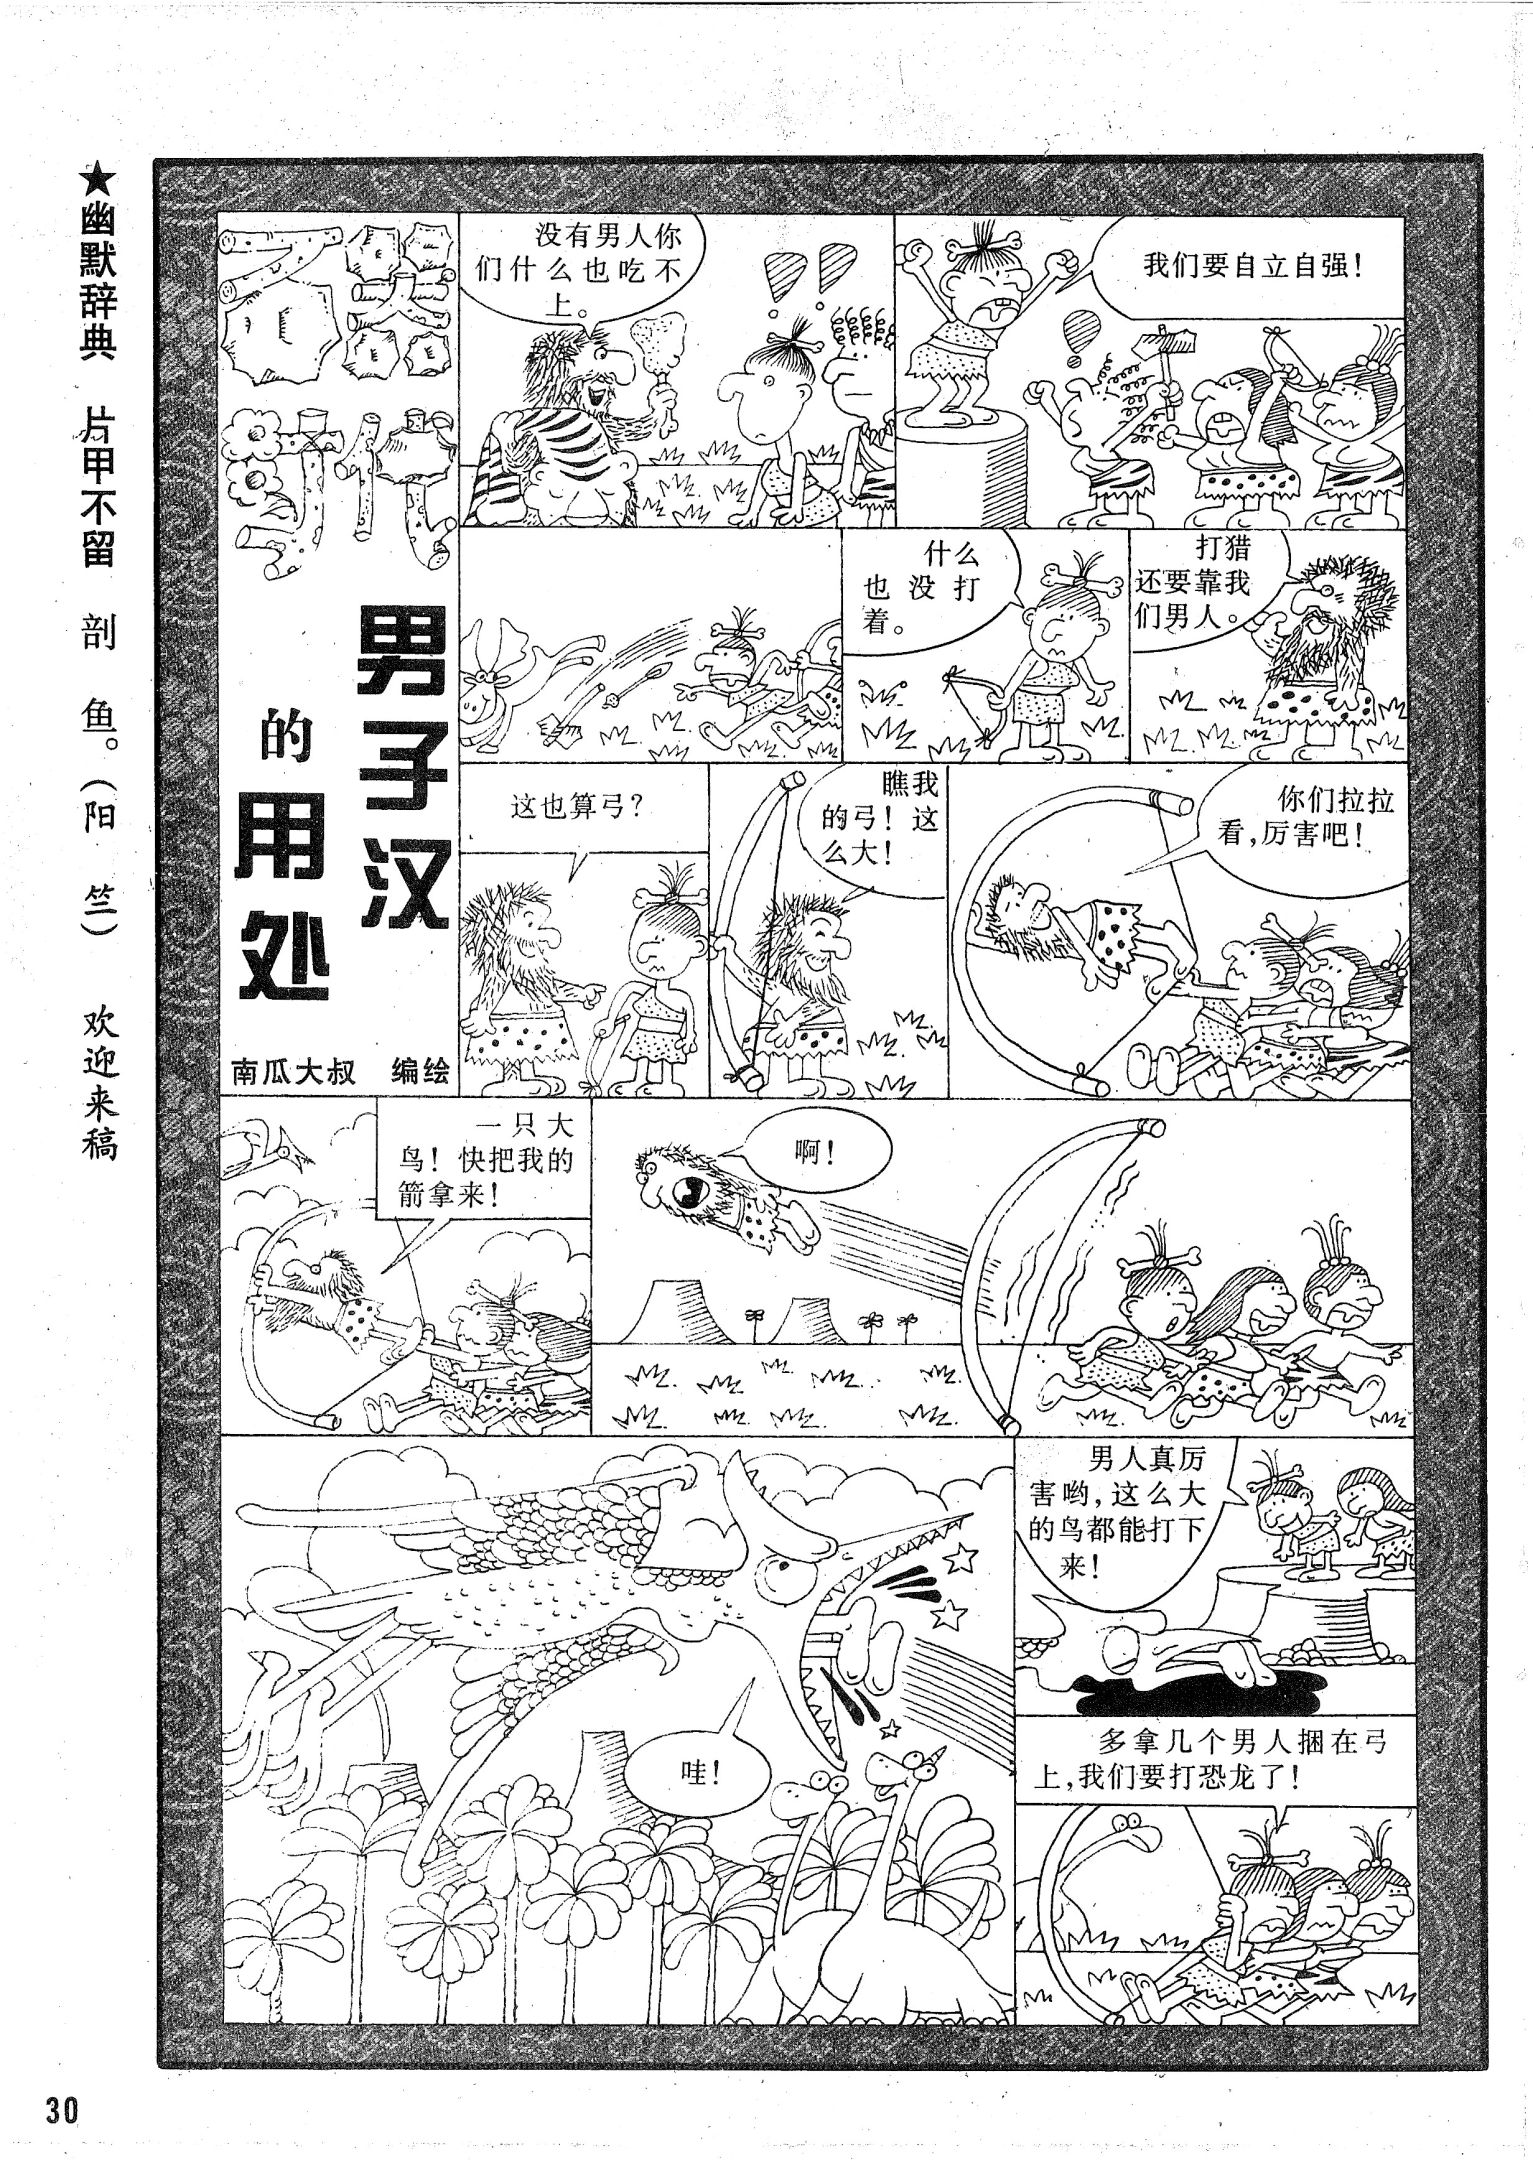 ★幽默辞典 片甲不留 剖 鱼。(阳 竺) 欢迎来稿
石器
时代
男子汉
的用处
南瓜大叔 编绘
没有男人你
们什么也吃不
上。
我们要自立自强!
什么
也没打
着。
打猎
还要靠我
们男人。
这也算弓?
瞧我
的弓!这
么大!
你们拉拉
看,厉害吧!
一只大
鸟!快把我的
箭拿来!
啊!
哇!
男人真厉
害哟,这么大
的鸟都能打下
来!
多拿几个男人捆在弓
上,我们要打恐龙了!
30